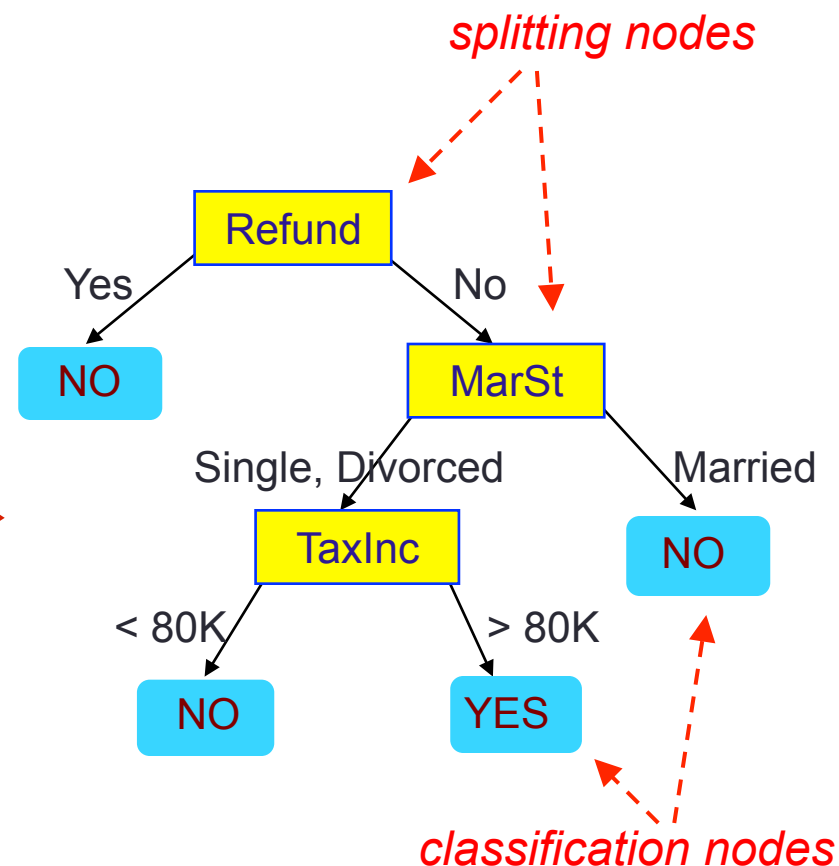 splitting nodes
Refund
Yes
No
NO
MarSt
Single, Divorced
Married
TaxInc
NO
< 80K
> 80K
NO
YES
classification nodes